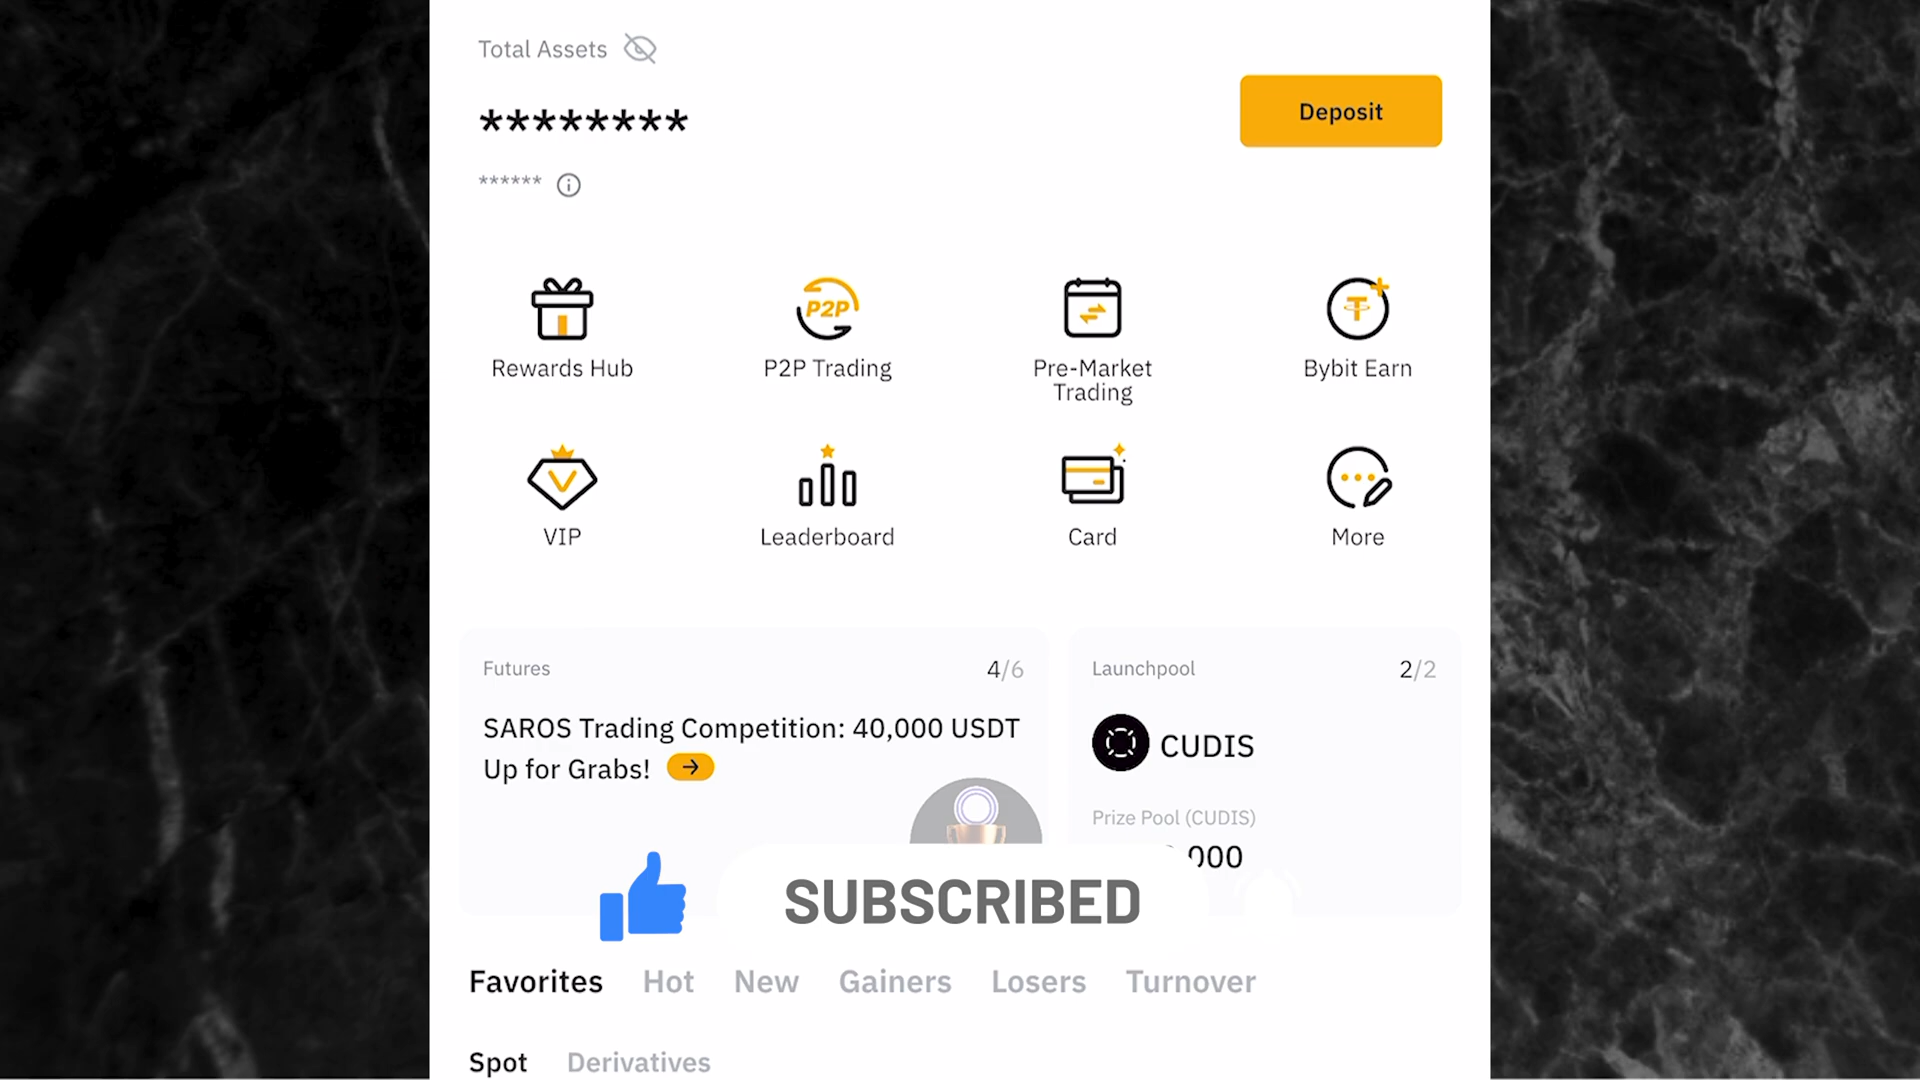 Total Assets
********
Deposit
******
P2P
Rewards Hub
P2P Trading
Pre-Market
Trading
Bybit Earn
VIP
Leaderboard
Card
More
Futures
4/6
SAROS Trading Competition: 40,000 USDT
Up for Grabs!
Launchpool
2/2
CUDIS
Prize Pool (CUDIS)
000
SUBSCRIBED
Favorites
Hot
New
Gainers
Losers
Turnover
Spot
Derivatives